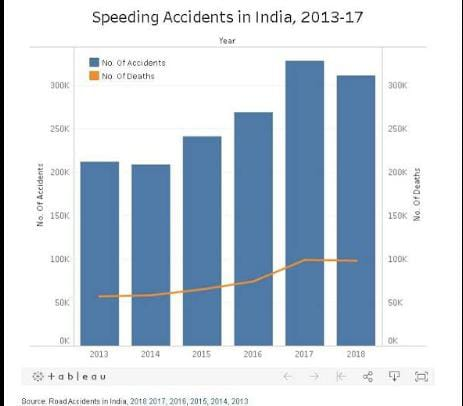 Speeding Accidents in India, 2013-17
Year
No. Of Accidents
No. Of Deaths
300K
250K
200K
150K
100K
50K
0K
No. Of Accidents
300K
250K
200K
150K
100K
50K
0K
No. Of Deaths
2013 2014 2015 2016 2017 2018
+ableau
Source: Road Accidents in India, 2018 2017, 2016, 2015, 2014, 2013